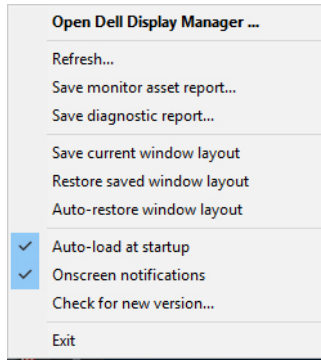 Open Dell Display Manager ...
Refresh...
Save monitor asset report...
Save diagnostic report...
Save current window layout
Restore saved window layout
Auto-restore window layout
Auto-load at startup
Onscreen notifications
Check for new version...
Exit